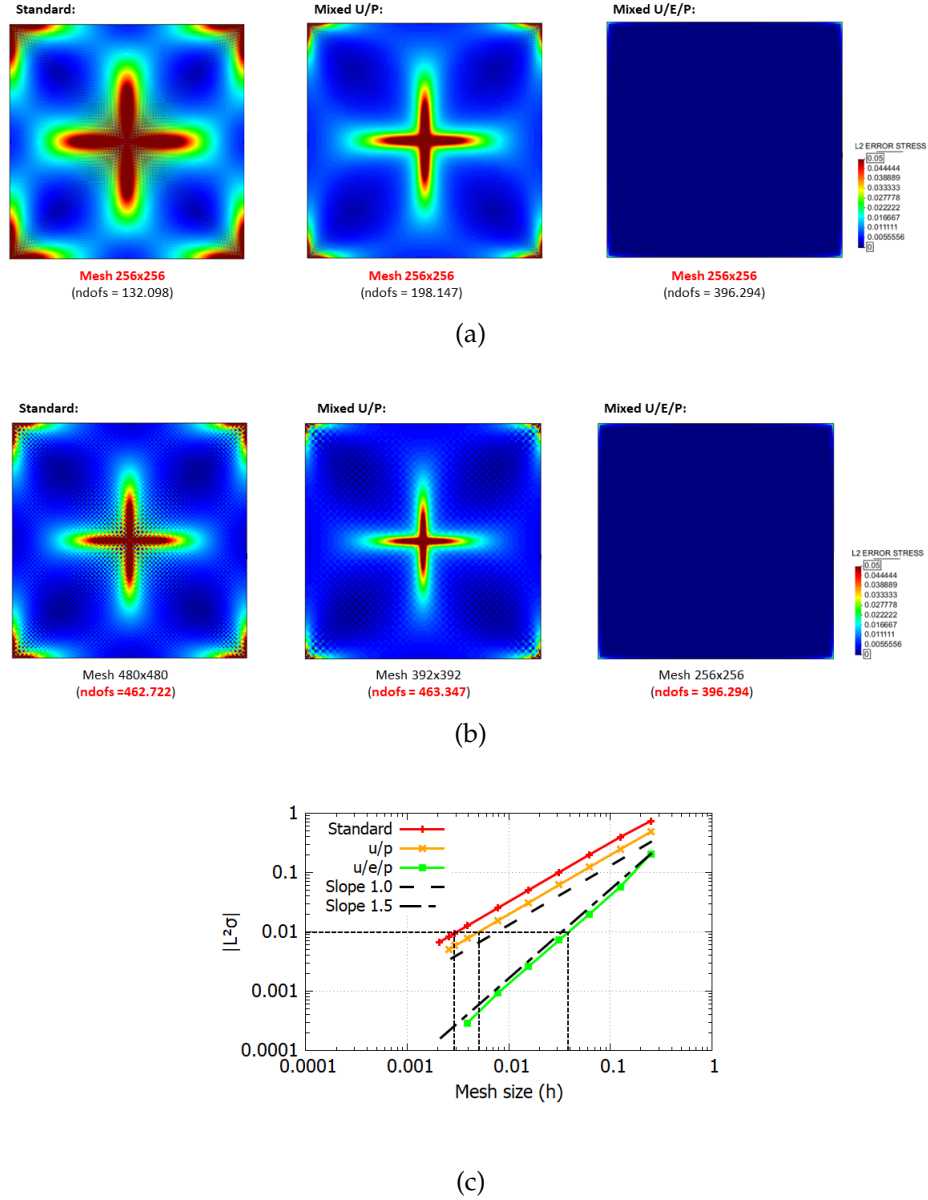 Standard:
Mixed U/P:
Mixed U/E/P:
L2 ERROR STRESS
0.05
0.044444
0.038889
0.033333
0.027778
0.022222
0.016667
0.011111
0.0055556
0
Mesh 256x256
(ndofs = 132.098)
Mesh 256x256
(ndofs = 198.147)
Mesh 256x256
(ndofs = 396.294)
(a)
Standard:
Mixed U/P:
Mixed U/E/P:
L2 ERROR STRESS
0.05
0.044444
0.038889
0.033333
0.027778
0.022222
0.016667
0.011111
0.0055556
0
Mesh 480x480
(ndofs =462.722)
Mesh 392x392
(ndofs = 463.347)
Mesh 256x256
(ndofs = 396.294)
(b)
1
0.1
0.01
0.001
0.0001
|L²σ|
Standard
u/p
u/e/p
Slope 1.0
Slope 1.5
0.0001
0.001
0.01
0.1
1
Mesh size (h)
(c)